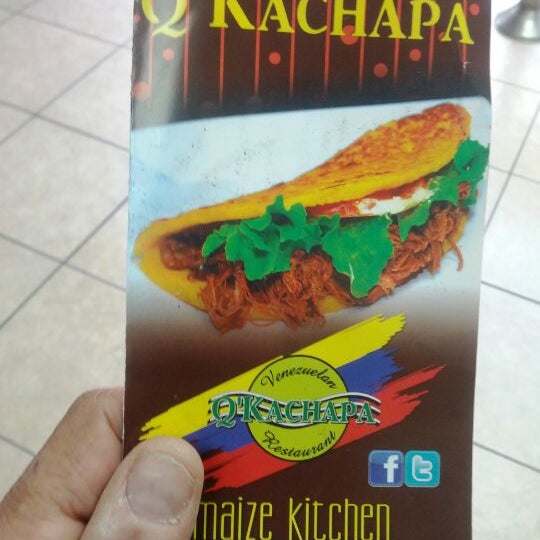 Q'KACHAPA
Venezuelan
Q'KACHAPA
Restaurant
f t
maize kitchen